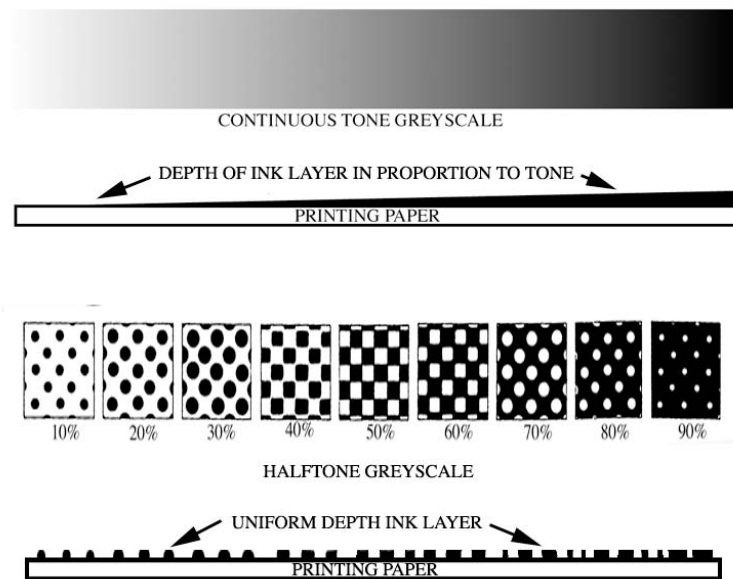 CONTINUOUS TONE GREYSCALE
DEPTH OF INK LAYER IN PROPORTION TO TONE
PRINTING PAPER
10% 20% 30% 40% 50% 60% 70% 80% 90%
HALFTONE GREYSCALE
UNIFORM DEPTH INK LAYER
PRINTING PAPER